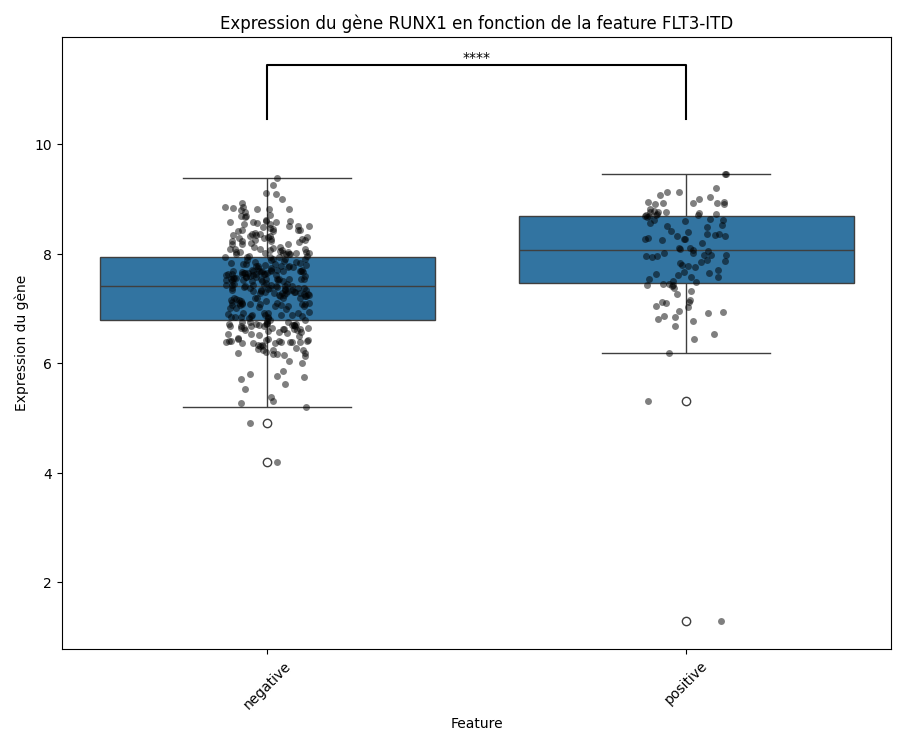 Expression du gène RUNX1 en fonction de la feature FLT3-ITD
****
10
8
6
4
2
Expression du gène
negative
positive
Feature